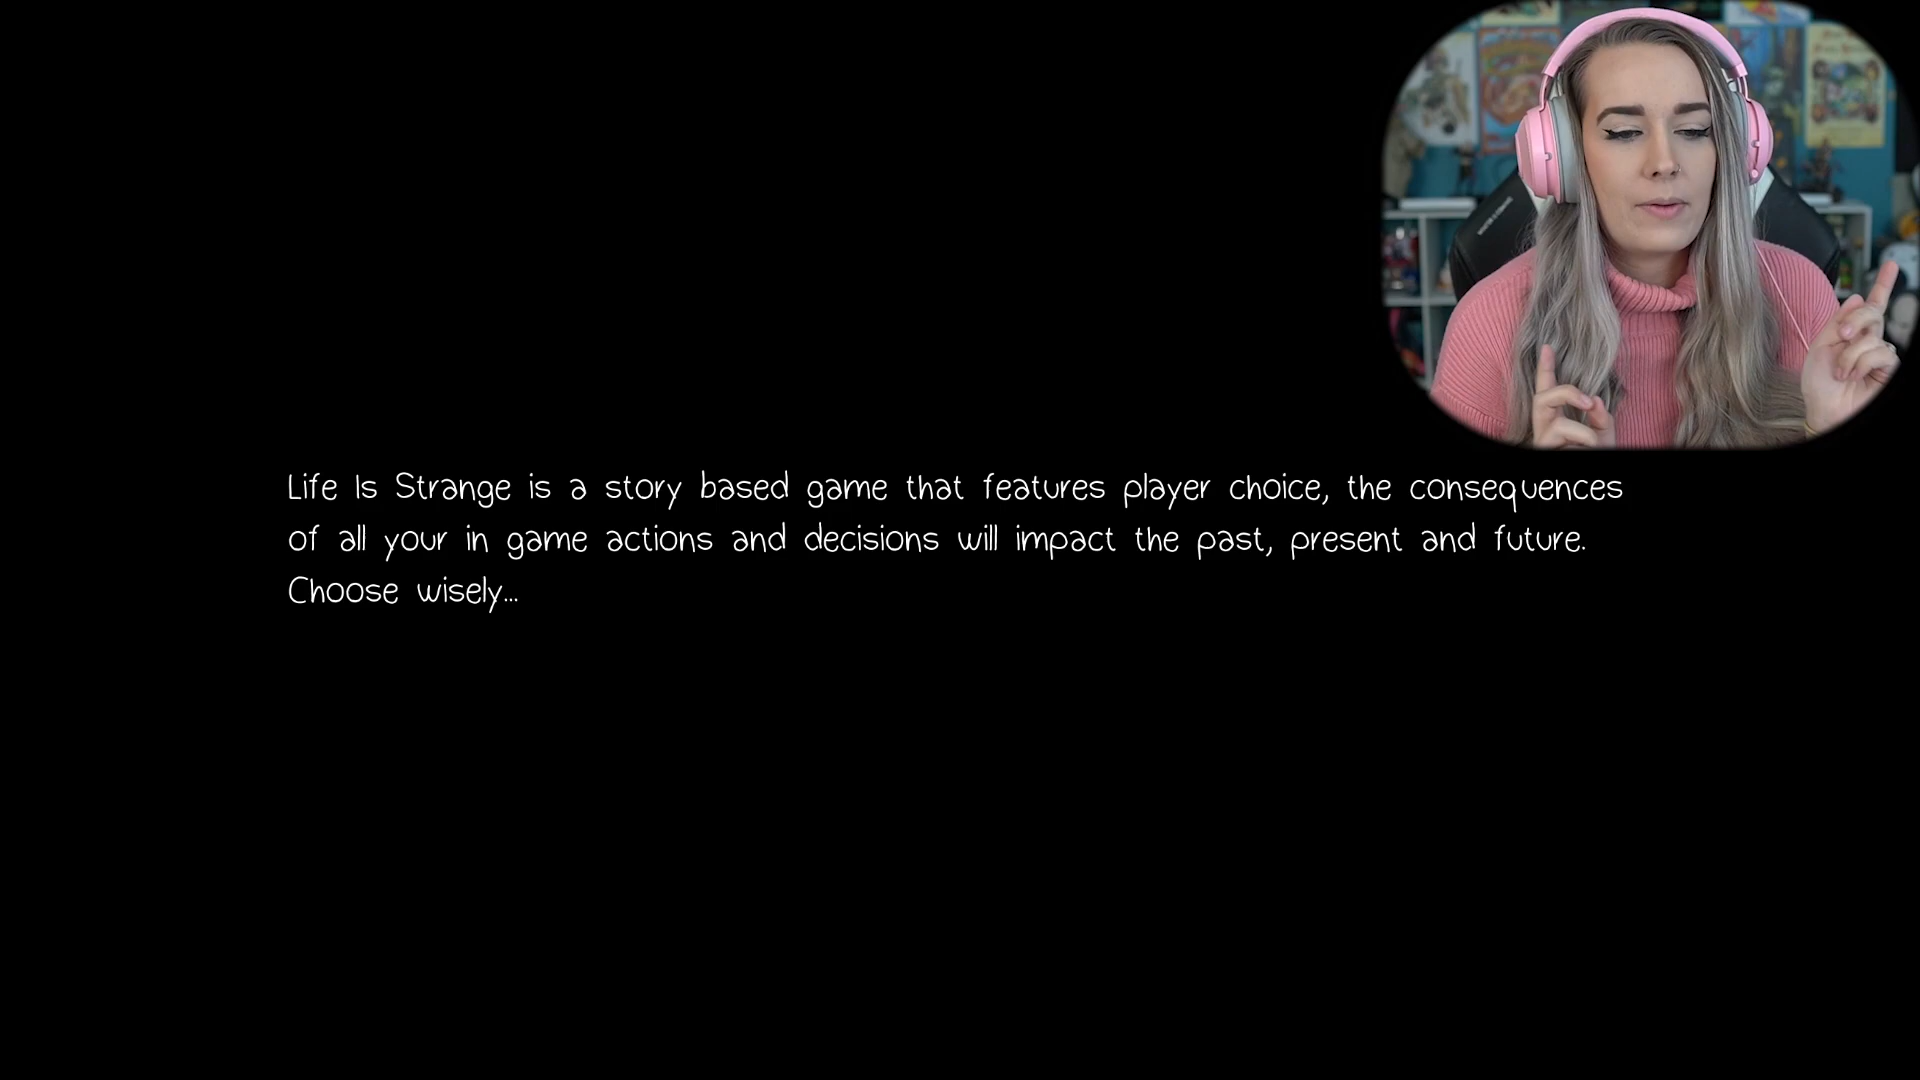 Life Is Strange is a story based game that features player choice, the consequences
of all your in game actions and decisions will impact the past, present and future.
Choose wisely...